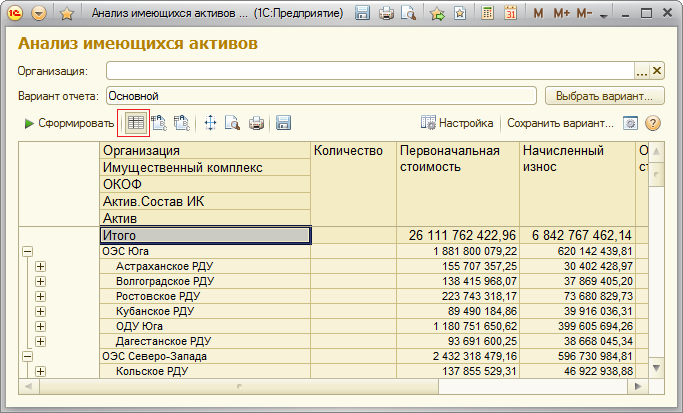 Анализ имеющихся активов ... (1С:Предприятие) M M+ M-
Анализ имеющихся активов
Организация:
Вариант отчета: Основной Выбрать вариант...
Сформировать Настройка Сохранить вариант...
Организация Количество Первоначальная стоимость Начисленный износ
Имущественный комплекс
ОКОФ
Актив.Состав ИК
Актив
Итого 26 111 762 422,96 6 842 767 462,14
ОЭС Юга 1 881 800 079,22 620 142 439,81
Астраханское РДУ 155 707 357,25 30 402 428,97
Волгоградское РДУ 138 415 968,07 37 869 405,20
Ростовское РДУ 223 743 318,17 73 680 829,73
Кубанское РДУ 89 490 184,86 39 916 036,31
ОДУ Юга 1 180 751 650,62 399 605 694,26
Дагестанское РДУ 93 691 600,25 38 668 045,34
ОЭС Северо-Запада 2 432 318 479,16 596 730 984,81
Кольское РДУ 137 855 529,31 46 922 938,88